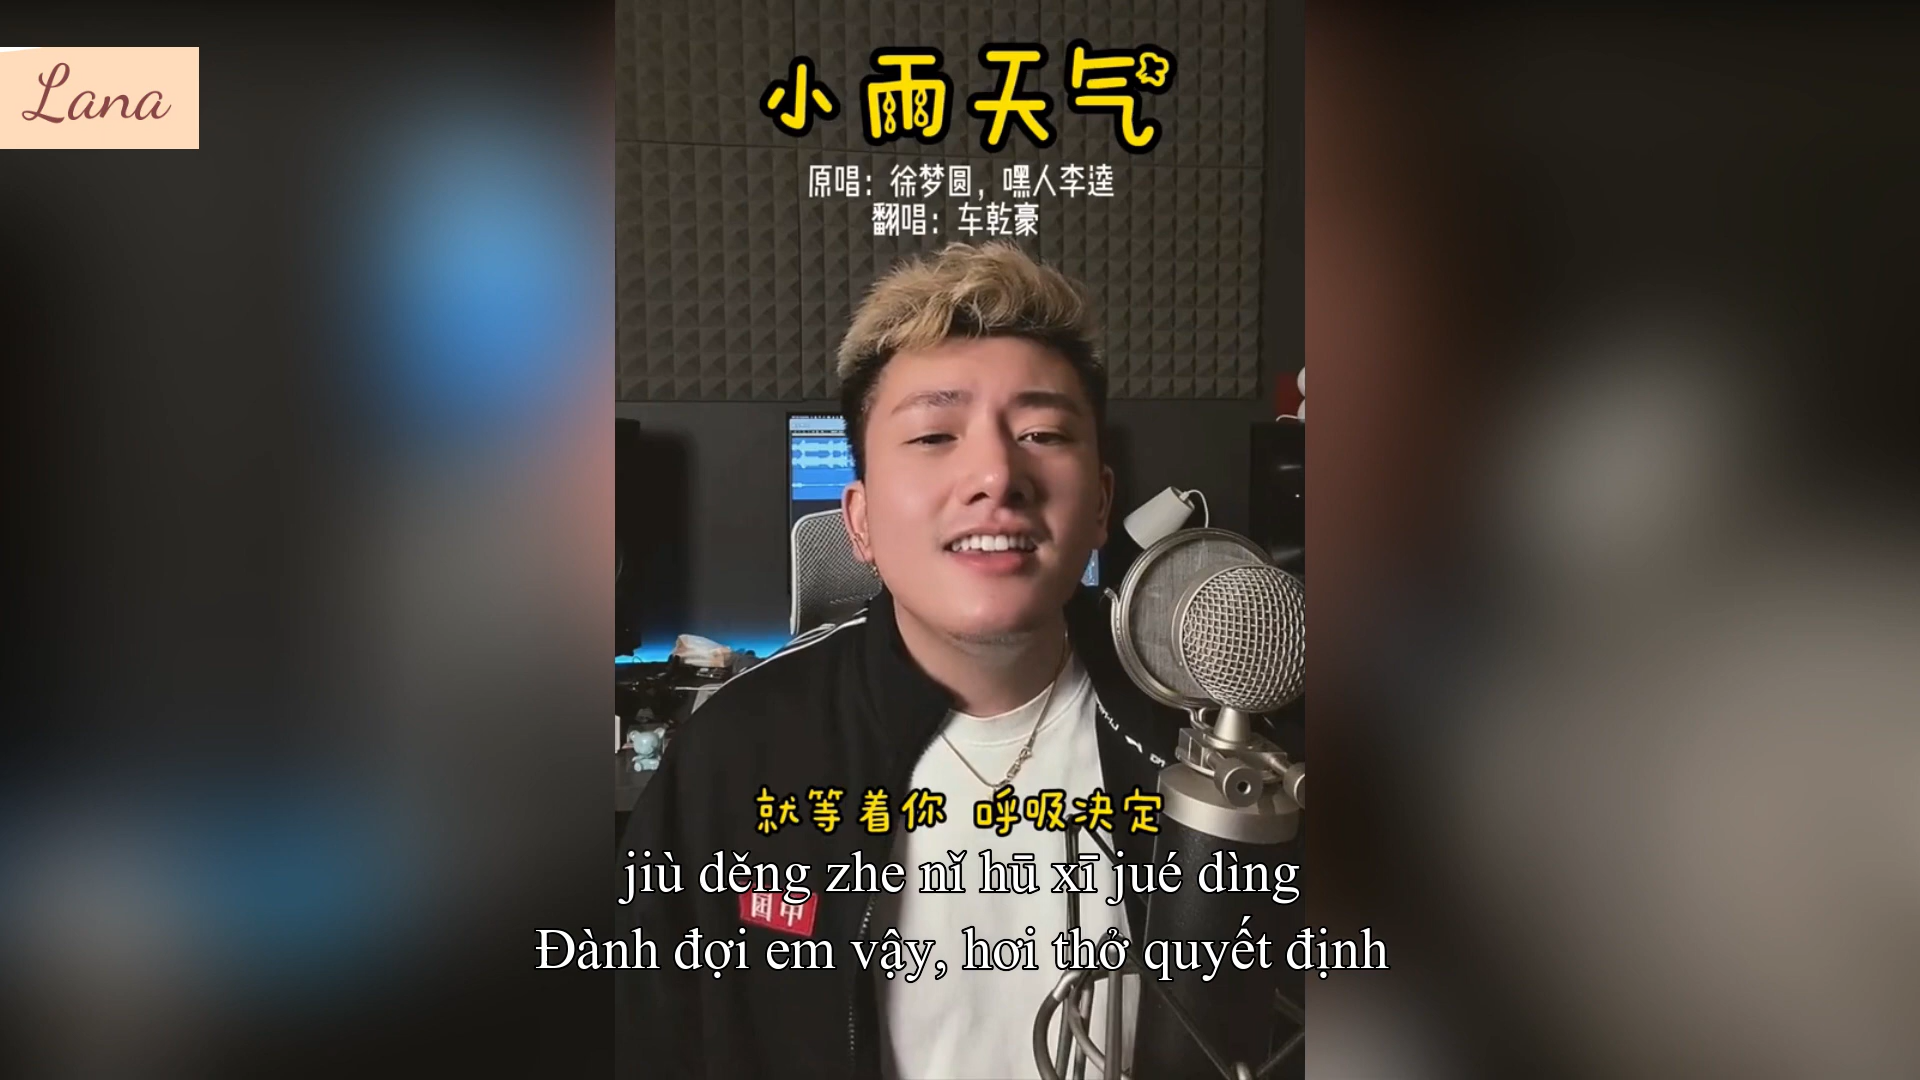 Lana
小雨天气
原唱：徐梦圆，嘿人李逵
翻唱：车乾豪
就等着你 呼吸决定
jiù děng zhe nǐ hū xī jué dìng
Đành đợi em vậy, hơi thở quyết định